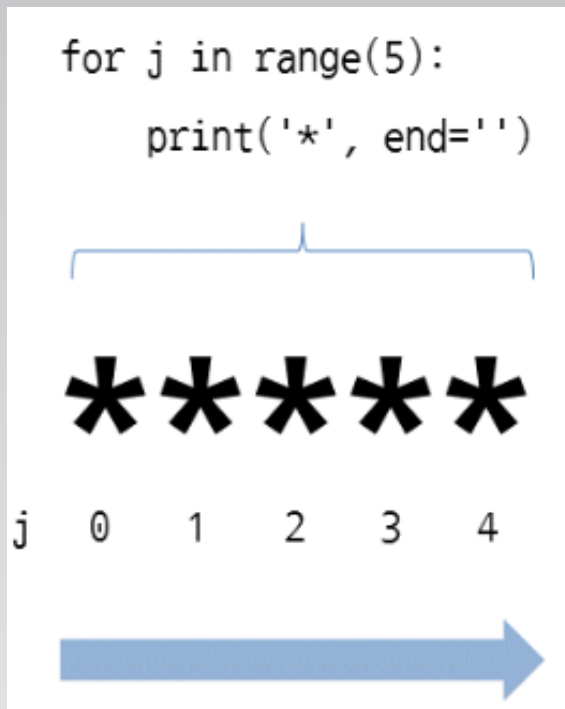 for j in range(5):
    print('*', end='')
*****
j 0 1 2 3 4